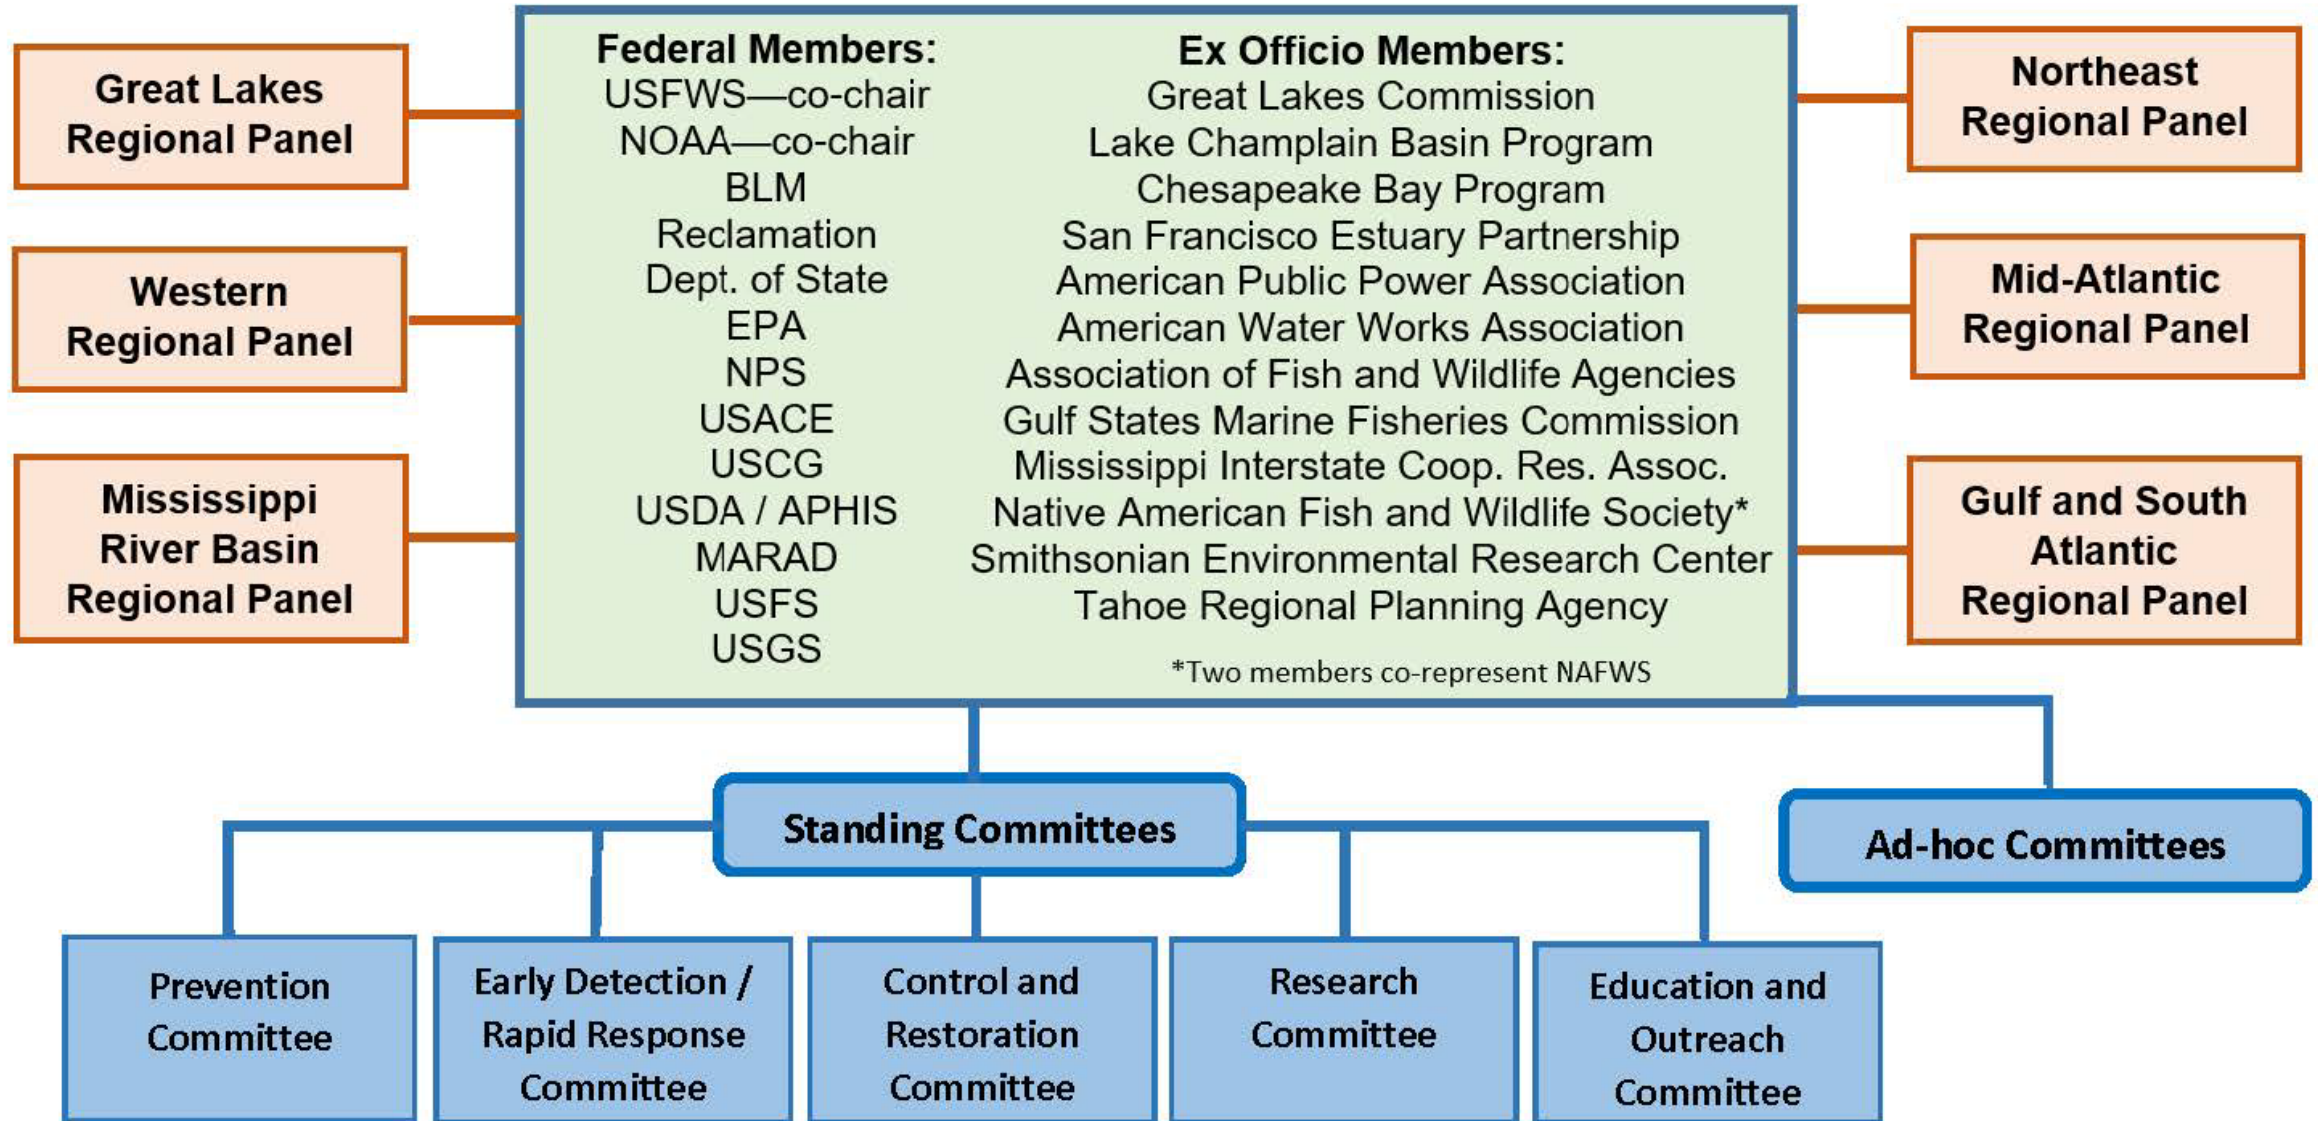 Great Lakes
Regional Panel
Western
Regional Panel
Mississippi
River Basin
Regional Panel
Federal Members:
USFWS—co-chair
NOAA—co-chair
BLM
Reclamation
Dept. of State
EPA
NPS
USACE
USCG
USDA / APHIS
MARAD
USFS
USGS
Ex Officio Members:
Great Lakes Commission
Lake Champlain Basin Program
Chesapeake Bay Program
San Francisco Estuary Partnership
American Public Power Association
American Water Works Association
Association of Fish and Wildlife Agencies
Gulf States Marine Fisheries Commission
Mississippi Interstate Coop. Res. Assoc.
Native American Fish and Wildlife Society*
Smithsonian Environmental Research Center
Tahoe Regional Planning Agency
*Two members co-represent NAFWS
Northeast
Regional Panel
Mid-Atlantic
Regional Panel
Gulf and South
Atlantic
Regional Panel
Standing Committees
Ad-hoc Committees
Prevention
Committee
Early Detection /
Rapid Response
Committee
Control and
Restoration
Committee
Research
Committee
Education and
Outreach
Committee